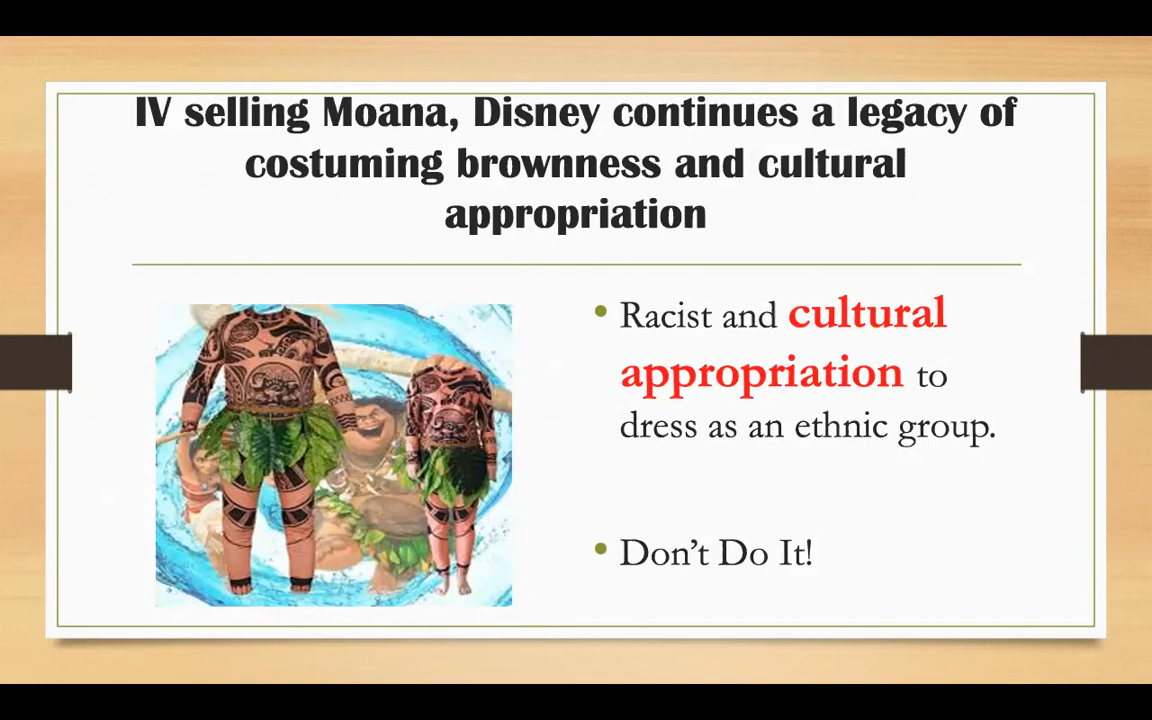 IV selling Moana, Disney continues a legacy of
costuming brownness and cultural
appropriation
• Racist and cultural
appropriation to
dress as an ethnic group.
• Don't Do It!